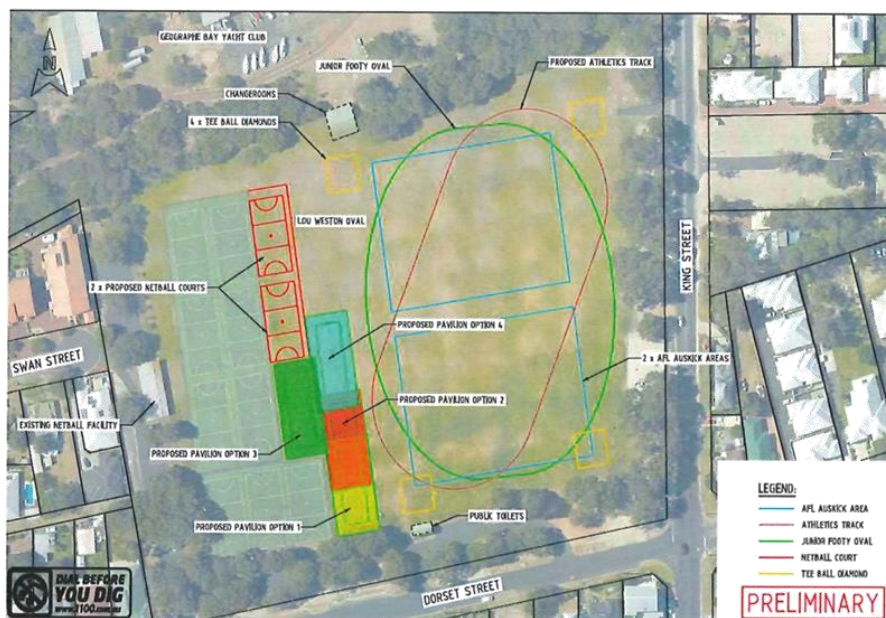 GEOGRAPHE BAY YACHT CLUB
N
JUNIOR FOOTY OVAL
PROPOSED ATHLETICS TRACK
CHANGEROOMS
4 x TEE BALL DIAMONDS
LOU WESTON OVAL
2 x PROPOSED NETBALL COURTS
KING STREET
PROPOSED PAVILION OPTION 4
SWAN STREET
2 x AFL AUSKICK AREAS
PROPOSED PAVILION OPTION 2
EXISTING NETBALL FACILITY
PROPOSED PAVILION OPTION 3
PROPOSED PAVILION OPTION 1
PUBLIC TOILETS
LEGEND:
AFL AUSKICK AREA
ATHLETICS TRACK
JUNIOR FOOTY OVAL
NETBALL COURT
TEE BALL DIAMOND
DIAL BEFORE
YOU DIG
www.1100.com.au
DORSET STREET
PRELIMINARY